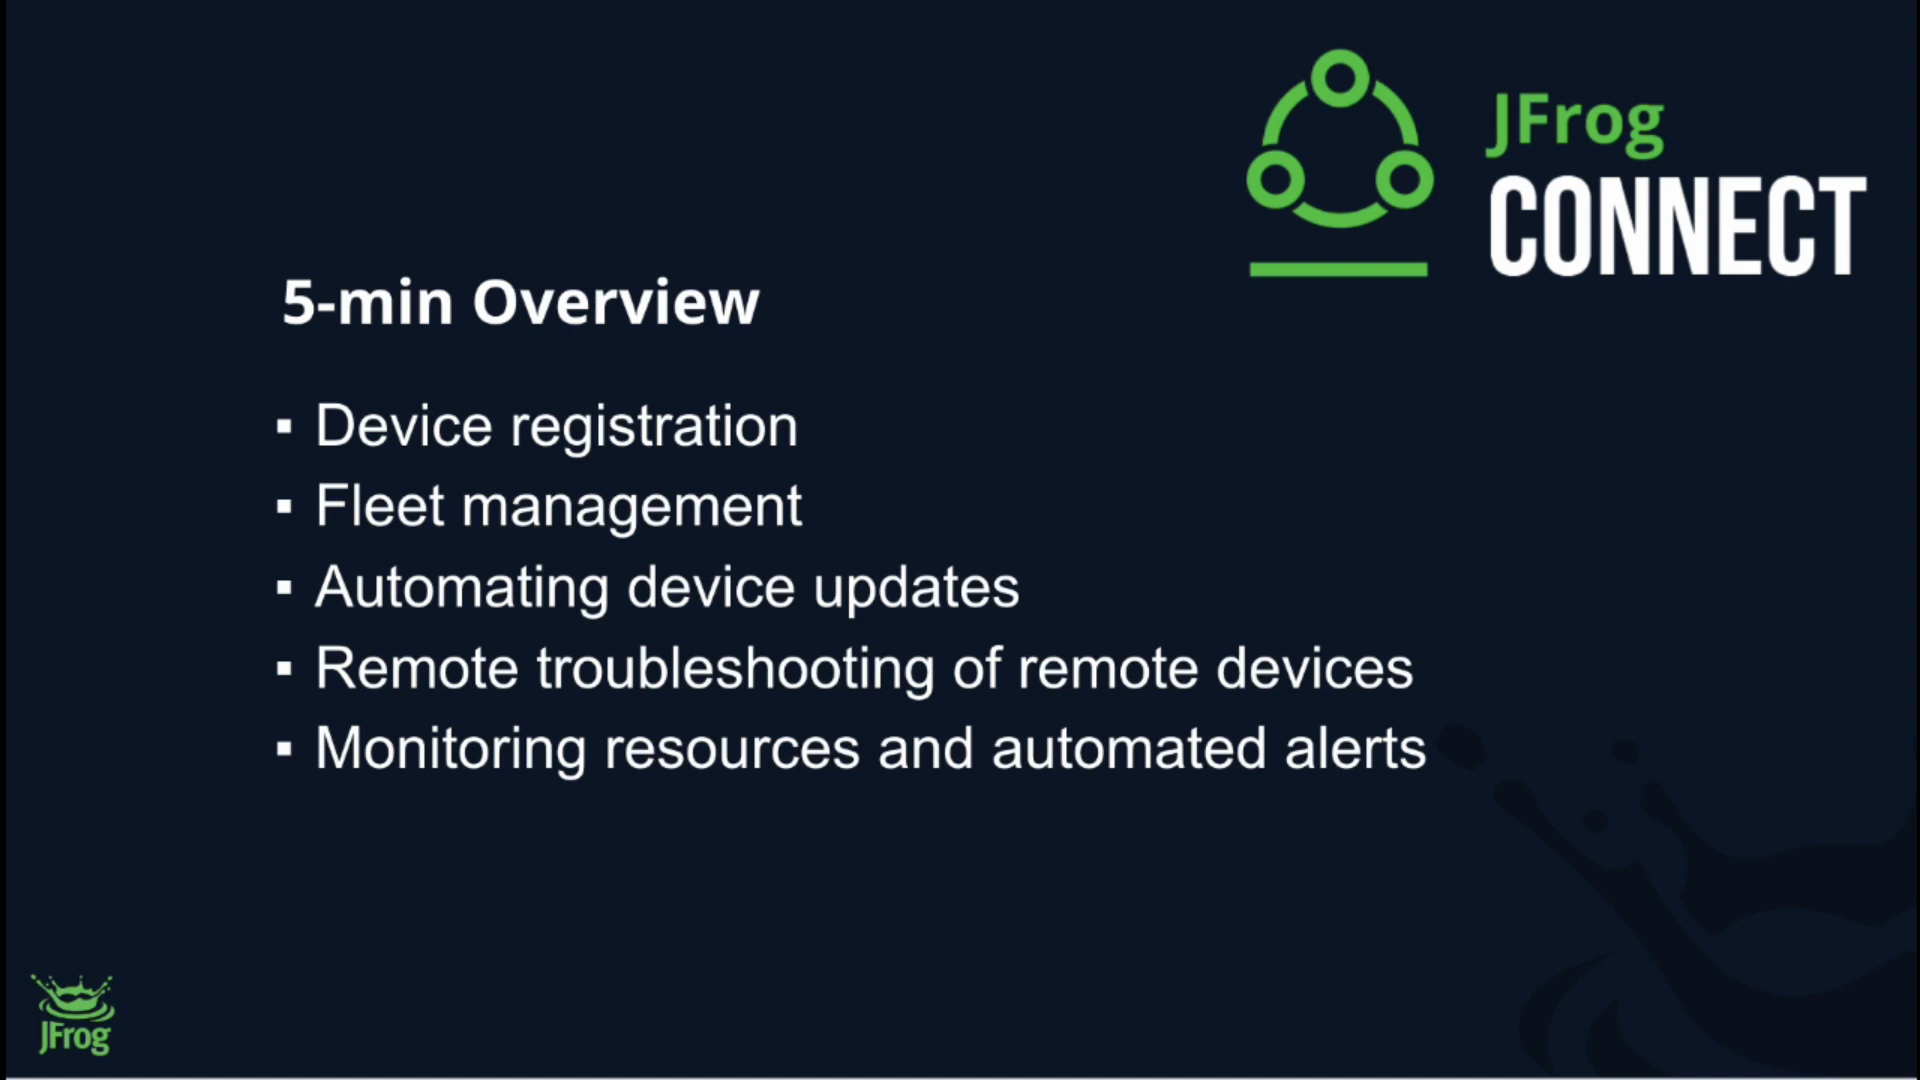 JFrog
CONNECT
5-min Overview
▪ Device registration
▪ Fleet management
▪ Automating device updates
▪ Remote troubleshooting of remote devices
▪ Monitoring resources and automated alerts
JFrog